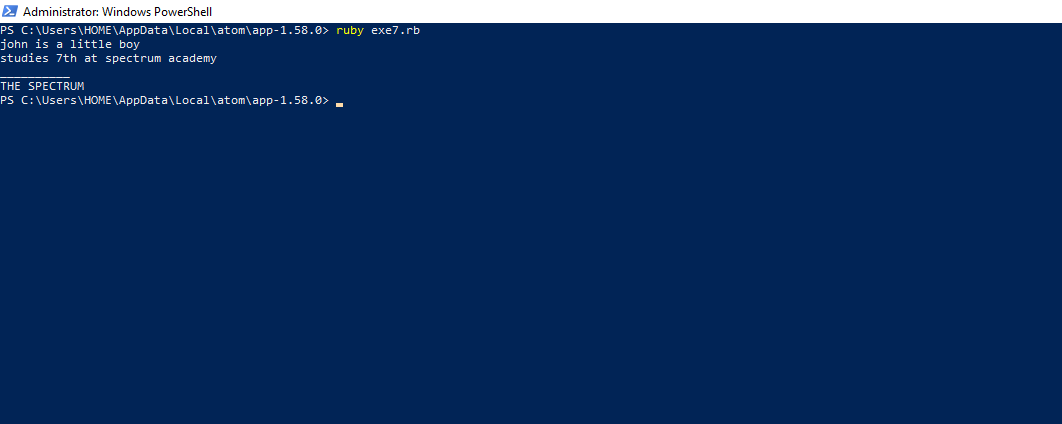 Administrator: Windows PowerShell
PS C:\Users\HOME\AppData\Local\atom\app-1.58.0> ruby exe7.rb
john is a little boy
studies 7th at spectrum academy
__________
THE SPECTRUM
PS C:\Users\HOME\AppData\Local\atom\app-1.58.0>